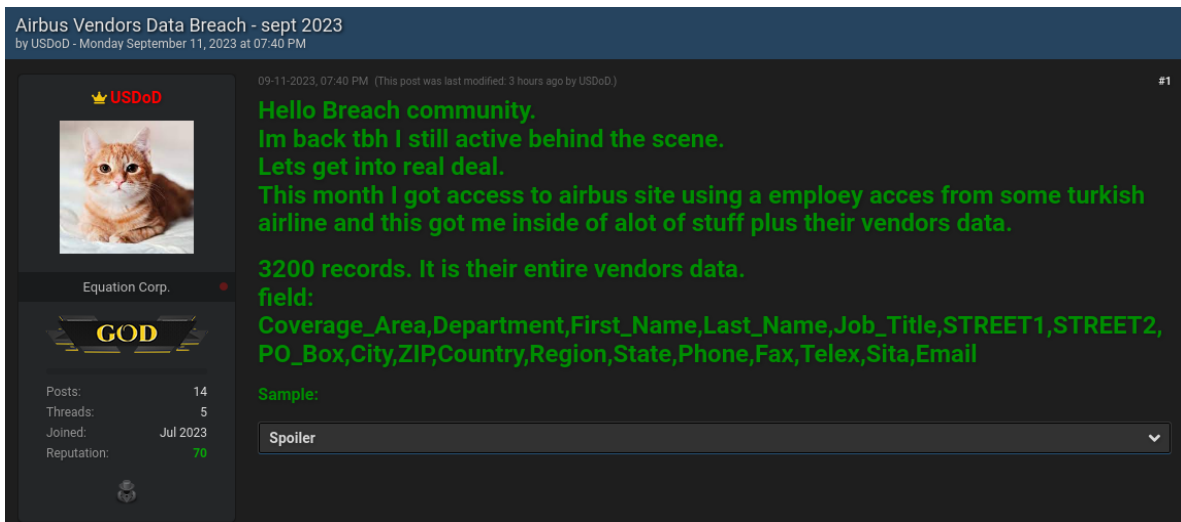 Airbus Vendors Data Breach - sept 2023
by USDoD - Monday September 11, 2023 at 07:40 PM
09-11-2023, 07:40 PM (This post was last modified: 3 hours ago by USDoD.)
#1
USDoD
Equation Corp.
GOD
Posts: 14
Threads: 5
Joined: Jul 2023
Reputation: 70
Hello Breach community.
Im back tbh I still active behind the scene.
Lets get into real deal.
This month I got access to airbus site using a emploey acces from some turkish
airline and this got me inside of alot of stuff plus their vendors data.
3200 records. It is their entire vendors data.
field:
Coverage_Area,Department,First_Name,Last_Name,Job_Title,STREET1,STREET2,
PO_Box,City,ZIP,Country,Region,State,Phone,Fax,Telex,Sita,Email
Sample:
Spoiler